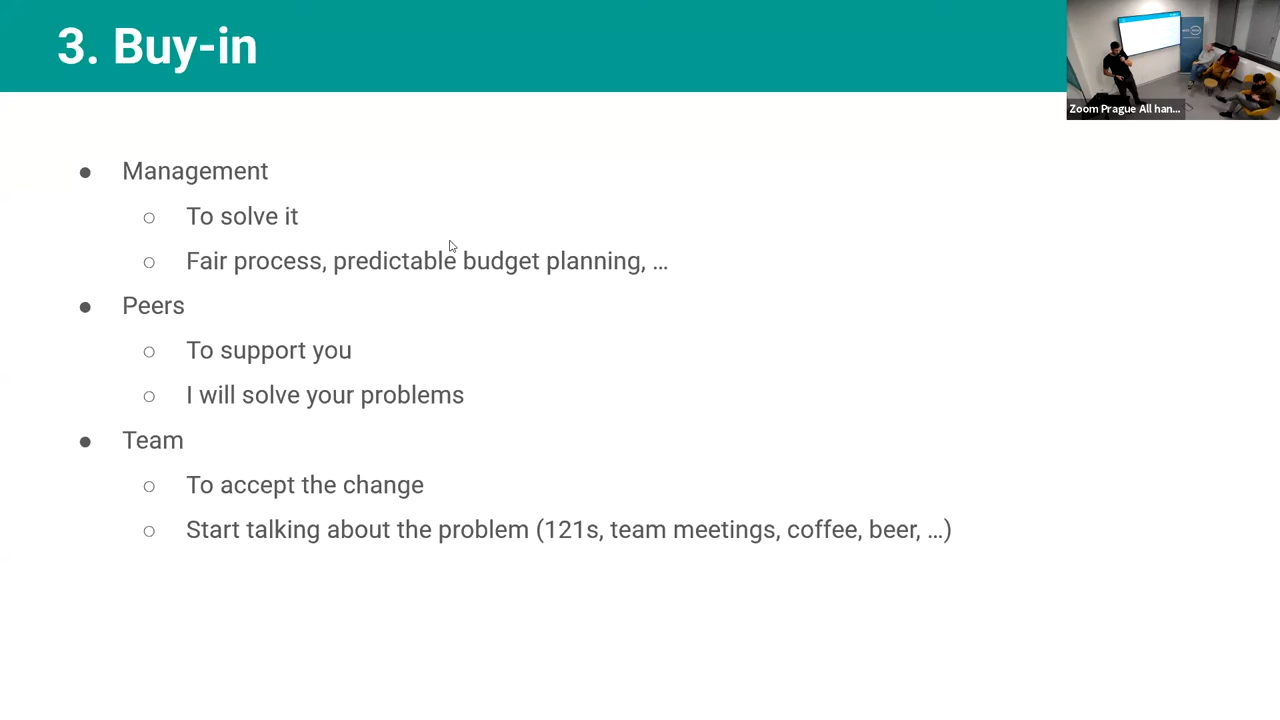 3. Buy-in
Zoom Prague All han...
● Management
○ To solve it
○ Fair process, predictable budget planning, ...
● Peers
○ To support you
○ I will solve your problems
● Team
○ To accept the change
○ Start talking about the problem (121s, team meetings, coffee, beer, ...)